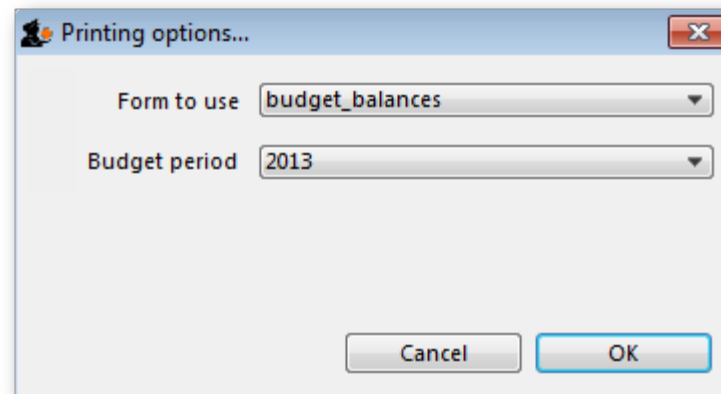 Printing options...
Form to use budget_balances
Budget period 2013
Cancel OK